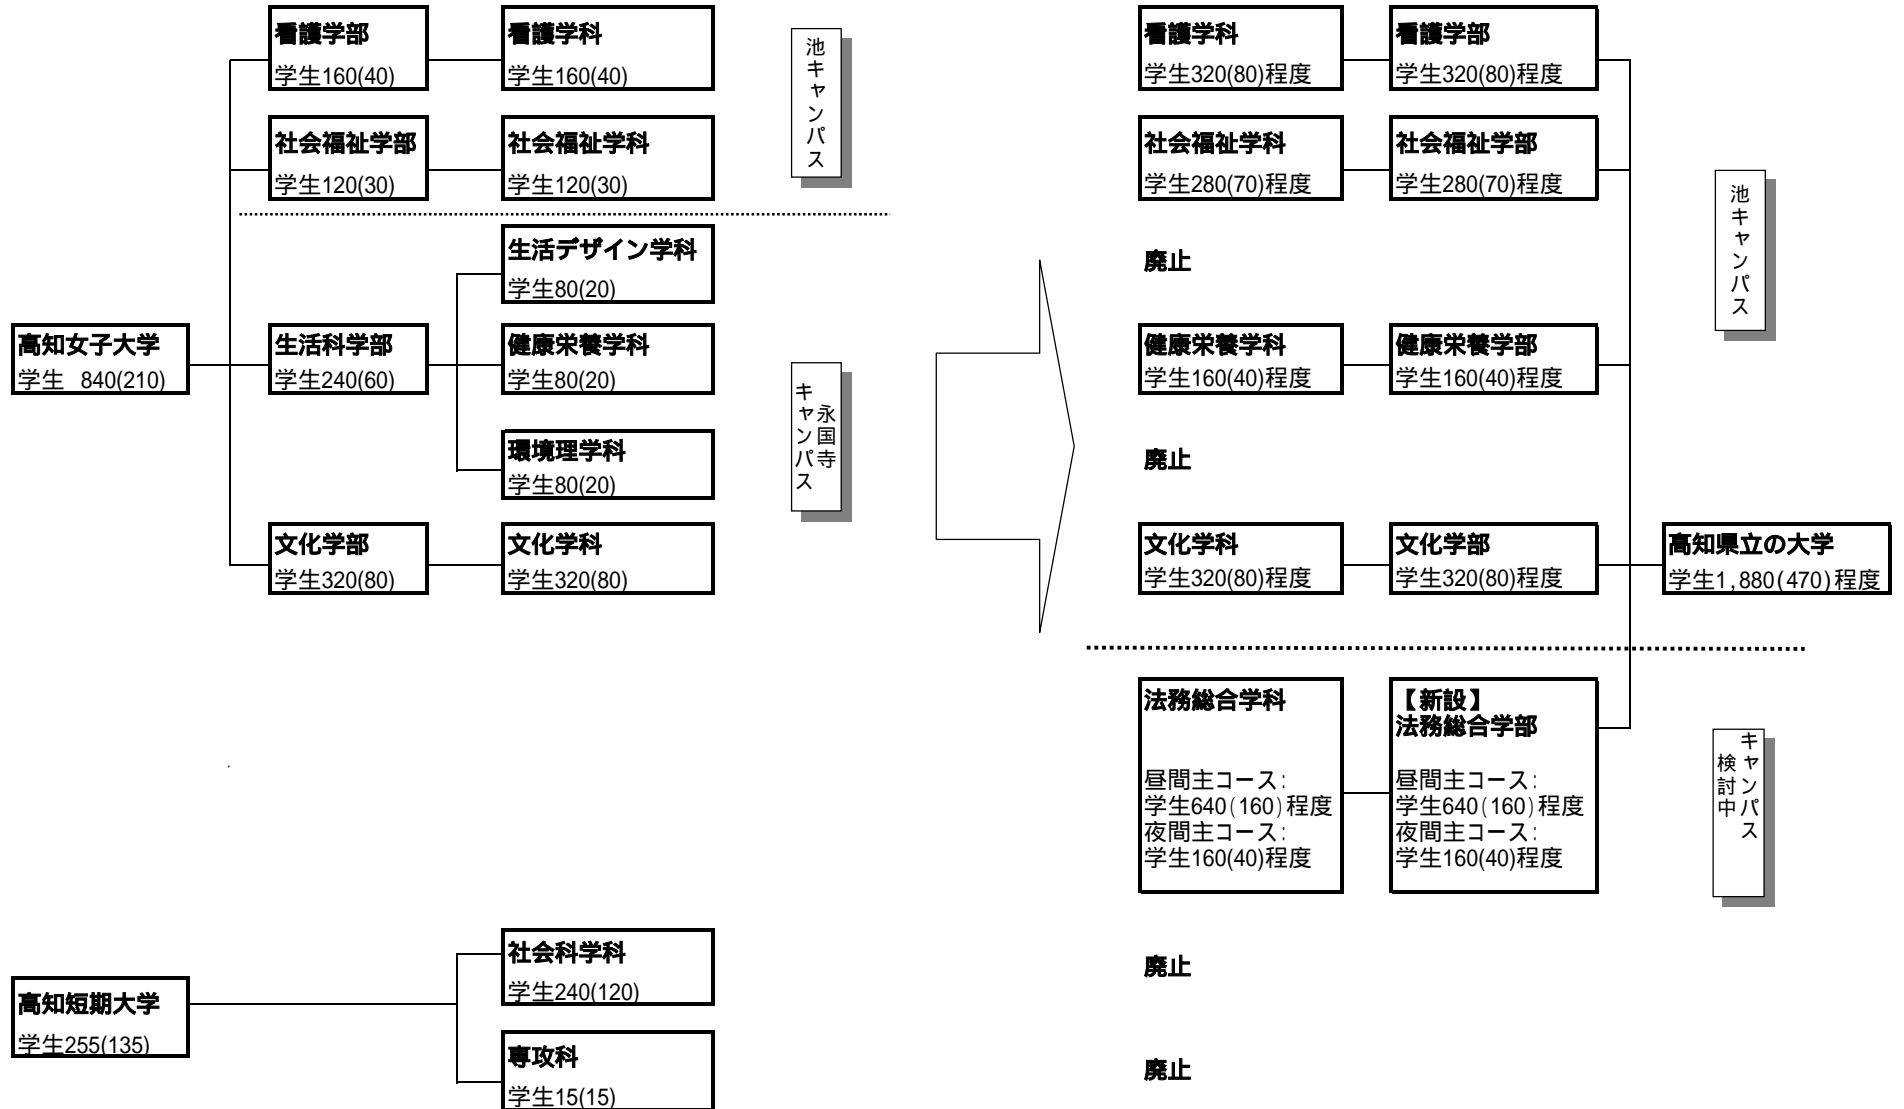 高知女子大学
学生 840(210)
看護学部
学生160(40)
看護学科
学生160(40)
社会福祉学部
学生120(30)
社会福祉学科
学生120(30)
池キャンパス
生活科学部
学生240(60)
生活デザイン学科
学生80(20)
健康栄養学科
学生80(20)
環境理学科
学生80(20)
文化学部
学生320(80)
文化学科
学生320(80)
永国寺
キャンパス
高知短期大学
学生255(135)
社会科学科
学生240(120)
専攻科
学生15(15)
看護学科
学生320(80)程度
看護学部
学生320(80)程度
社会福祉学科
学生280(70)程度
社会福祉学部
学生280(70)程度
廃止
健康栄養学科
学生160(40)程度
健康栄養学部
学生160(40)程度
廃止
文化学科
学生320(80)程度
文化学部
学生320(80)程度
池キャンパス
高知県立の大学
学生1,880(470)程度
法務総合学科
昼間主コース:
学生640(160)程度
夜間主コース:
学生160(40)程度
【新設】
法務総合学部
昼間主コース:
学生640(160)程度
夜間主コース:
学生160(40)程度
キャンパス
検討中
廃止
廃止